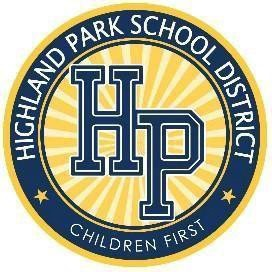 HIGHLAND PARK SCHOOL DISTRICT
HP
CHILDREN FIRST